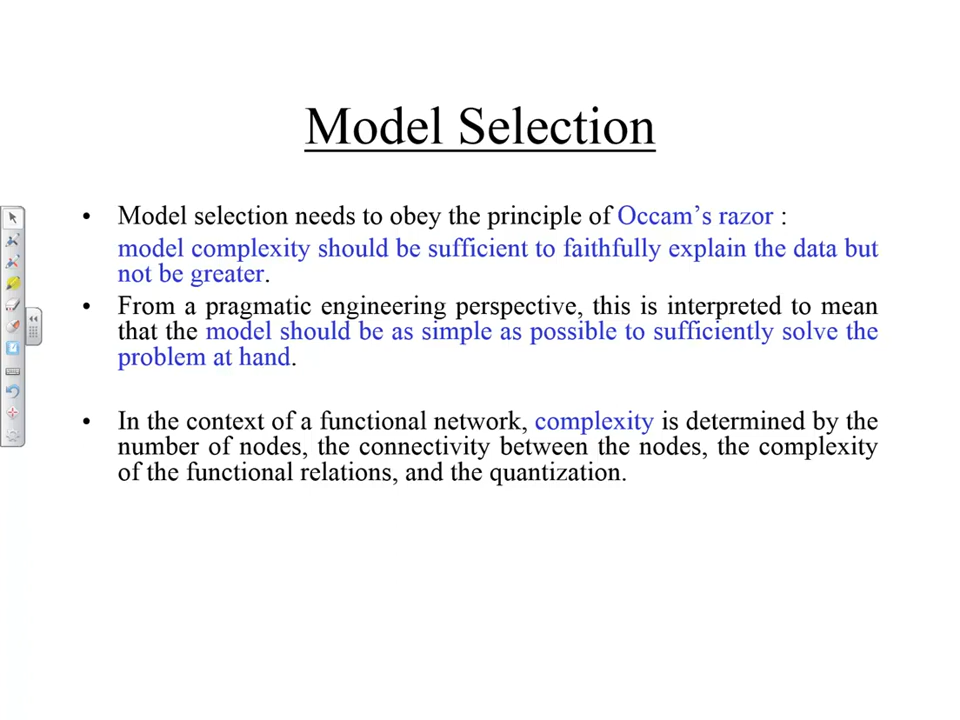 Model Selection
• Model selection needs to obey the principle of Occam’s razor :
model complexity should be sufficient to faithfully explain the data but
not be greater.
• From a pragmatic engineering perspective, this is interpreted to mean
that the model should be as simple as possible to sufficiently solve the
problem at hand.
• In the context of a functional network, complexity is determined by the
number of nodes, the connectivity between the nodes, the complexity
of the functional relations, and the quantization.